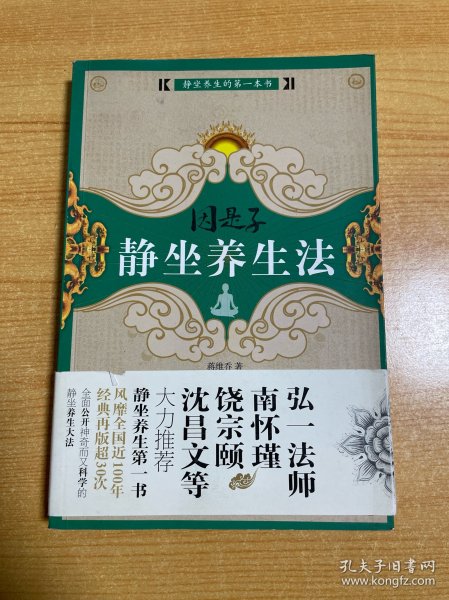 静坐养生的第一本书
因是子
静坐养生法
蒋维乔 著
弘一法师
南怀瑾
饶宗颐
沈昌文等
大力推荐
静坐养生第一书
风靡全国近100年
经典再版超30次
全面公开神奇而又科学的
静坐养生大法
孔夫子旧书网
www.kongfz.com